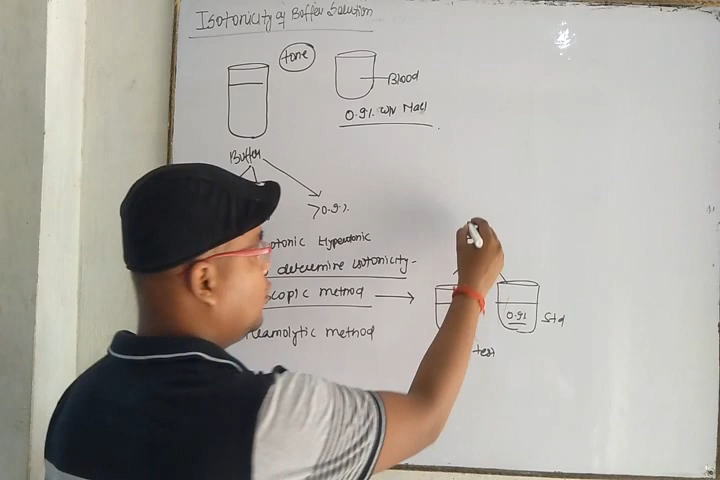 Isotonicity of Buffer Solution
tone
Blood
0.9% W/V NaCl
Buffer
>0.9%
otonic Hypertonic
determine isotonicity-
scopic method →
0.9%
Std
Heamolytic method
test